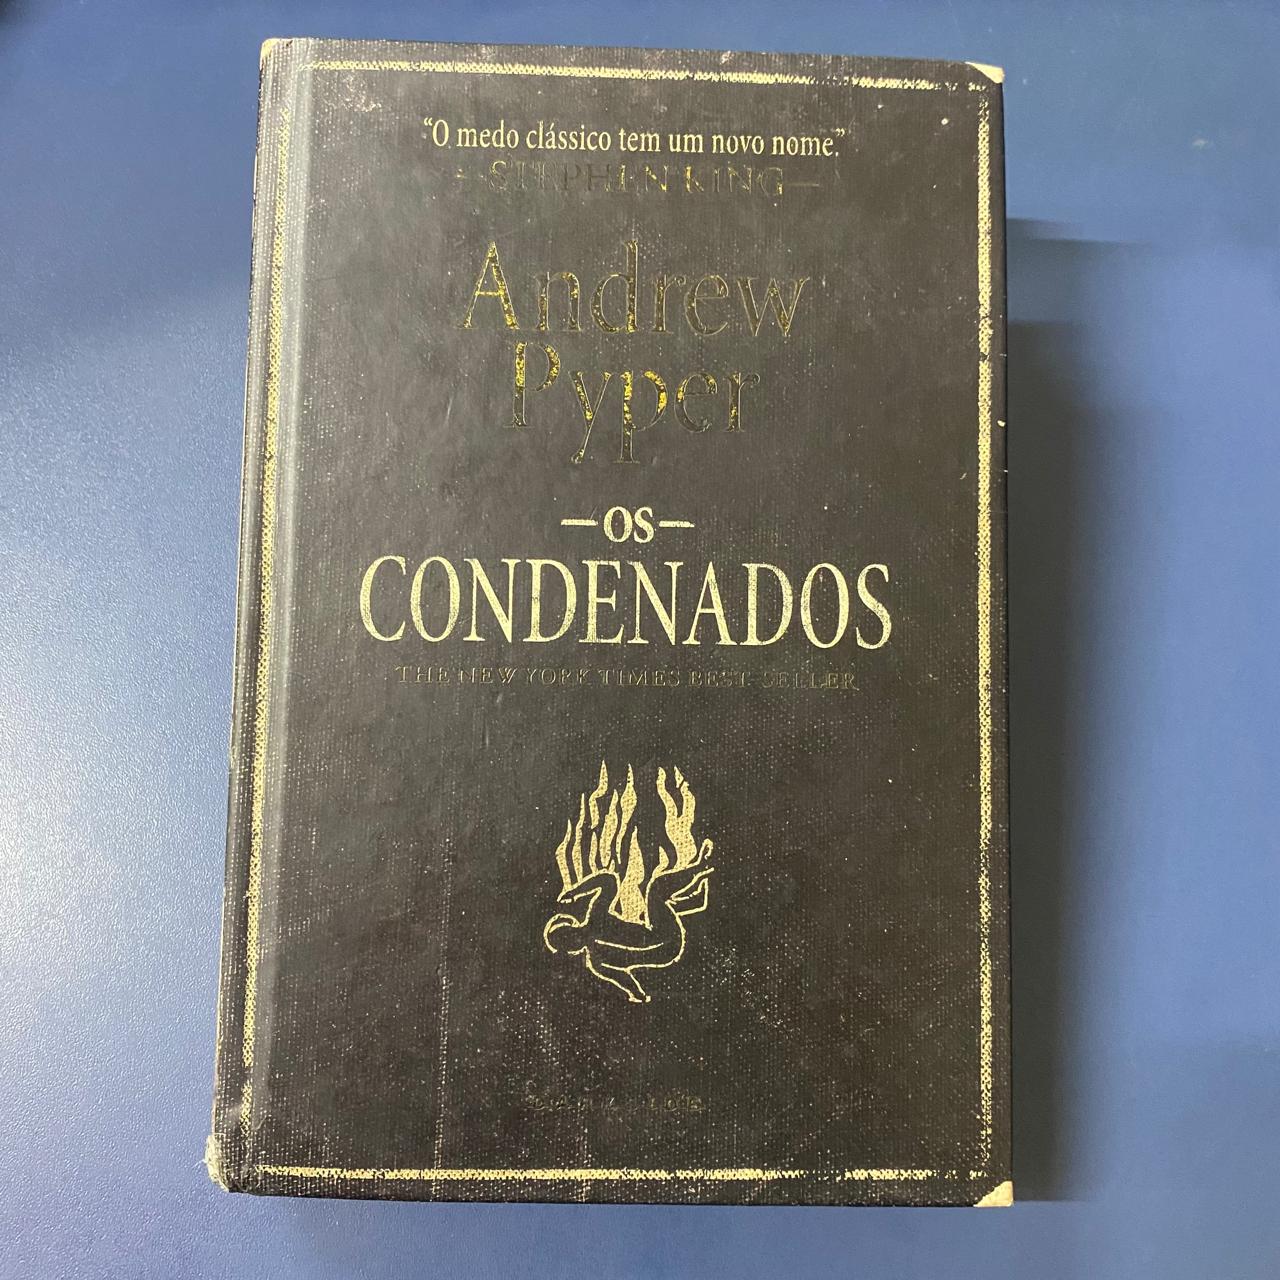 “O medo clássico tem um novo nome.”
—STEPHEN KING—
Andrew
Pyper
—OS—
CONDENADOS
THE NEW YORK TIMES BEST-SELLER